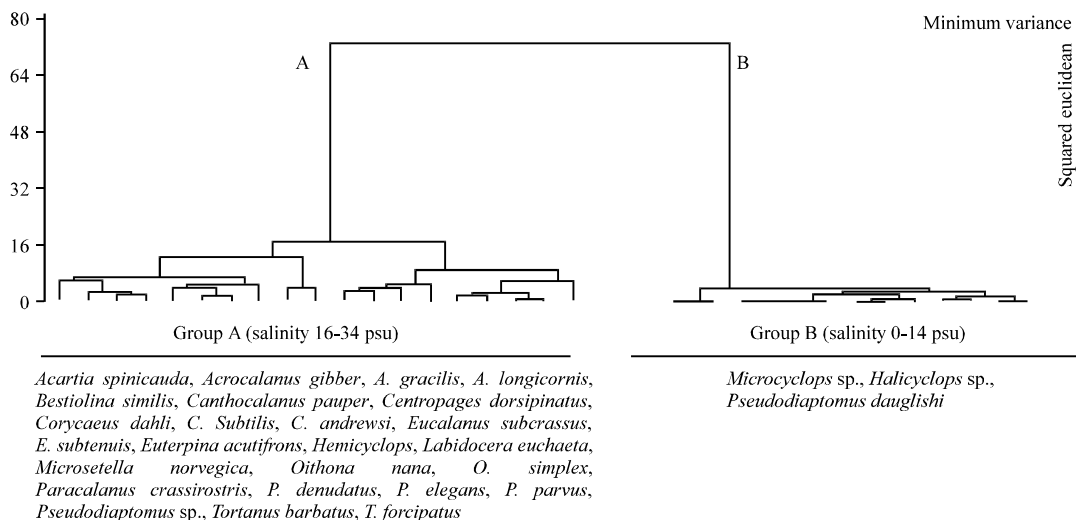 80
Minimum variance
A
B
64
Squared euclidean
48
32
16
0
Group A (salinity 16-34 psu)
Group B (salinity 0-14 psu)
Acartia spinicauda, Acrocalanus gibber, A. gracilis, A. longicornis,
Bestiolina similis, Canthocalanus pauper, Centropages dorsipinatus,
Corycaeus dahli, C. Subtilis, C. andrewsi, Eucalanus subcrassus,
E. subtenuis, Euterpina acutifrons, Hemicyclops, Labidocera euchaeta,
Microsetella norvegica, Oithona nana, O. simplex,
Paracalanus crassirostris, P. denudatus, P. elegans, P. parvus,
Pseudodiaptomus sp., Tortanus barbatus, T. forcipatus
Microcyclops sp., Halicyclops sp.,
Pseudodiaptomus dauglishi